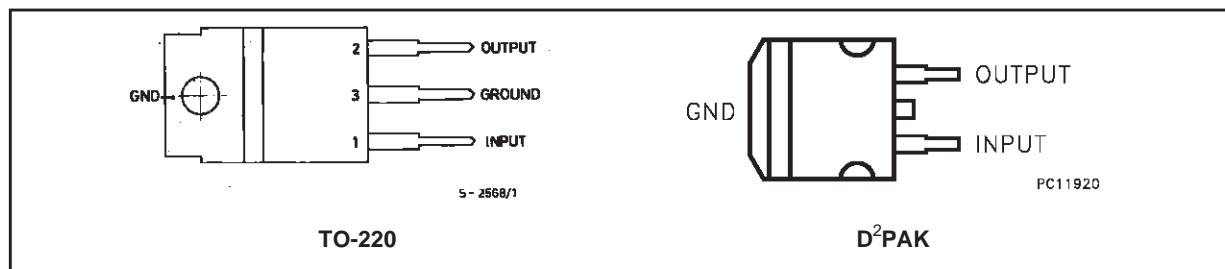 2 OUTPUT
GND 3 GROUND
1 INPUT
S-2568/1
TO-220
OUTPUT
GND
INPUT
PC11920
D²PAK